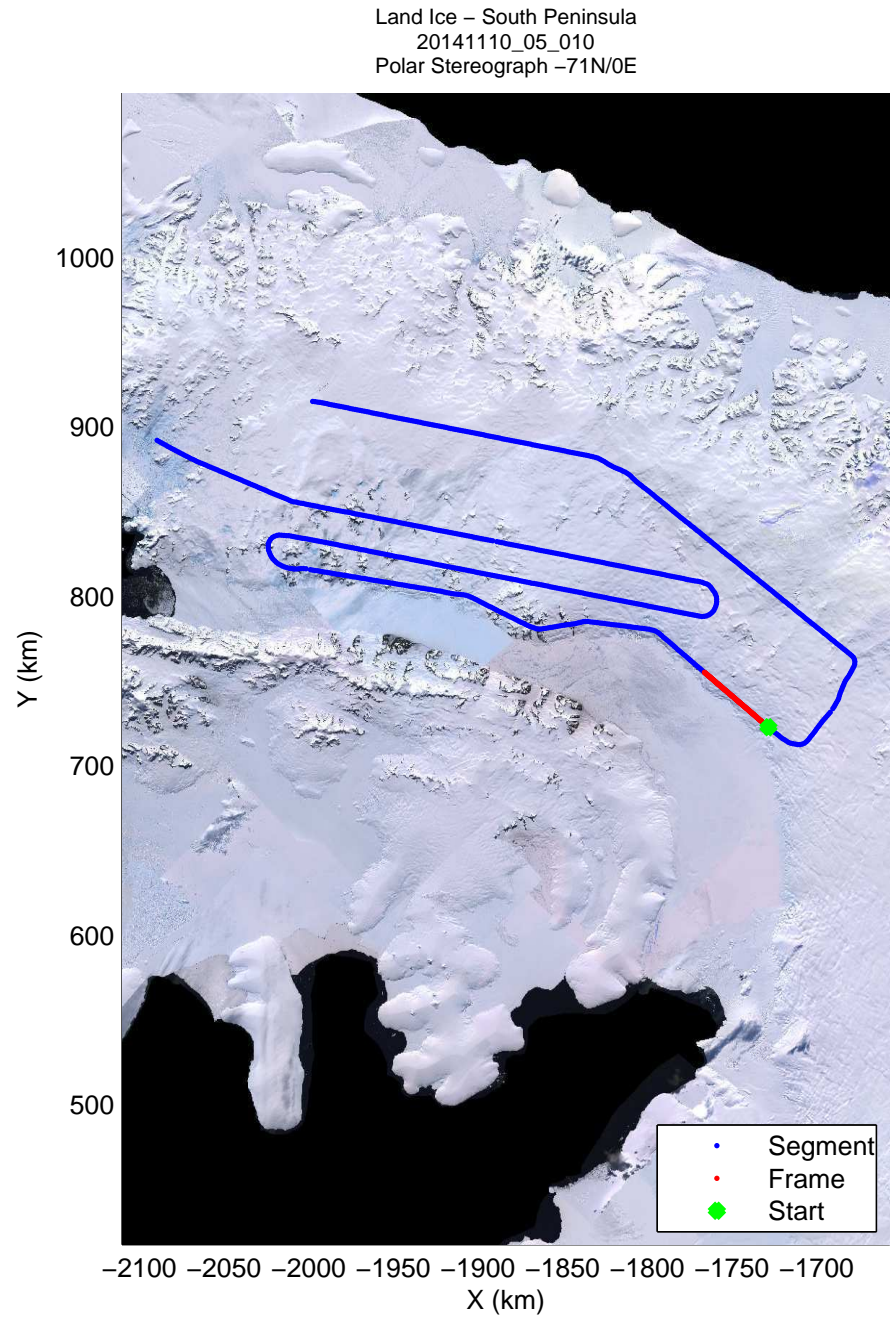 Land Ice – South Peninsula
20141110_05_010
Polar Stereograph −71N/0E
1000
900
800
700
600
500
Y (km)
Segment
Frame
Start
−2100 −2050 −2000 −1950 −1900 −1850 −1800 −1750 −1700
X (km)